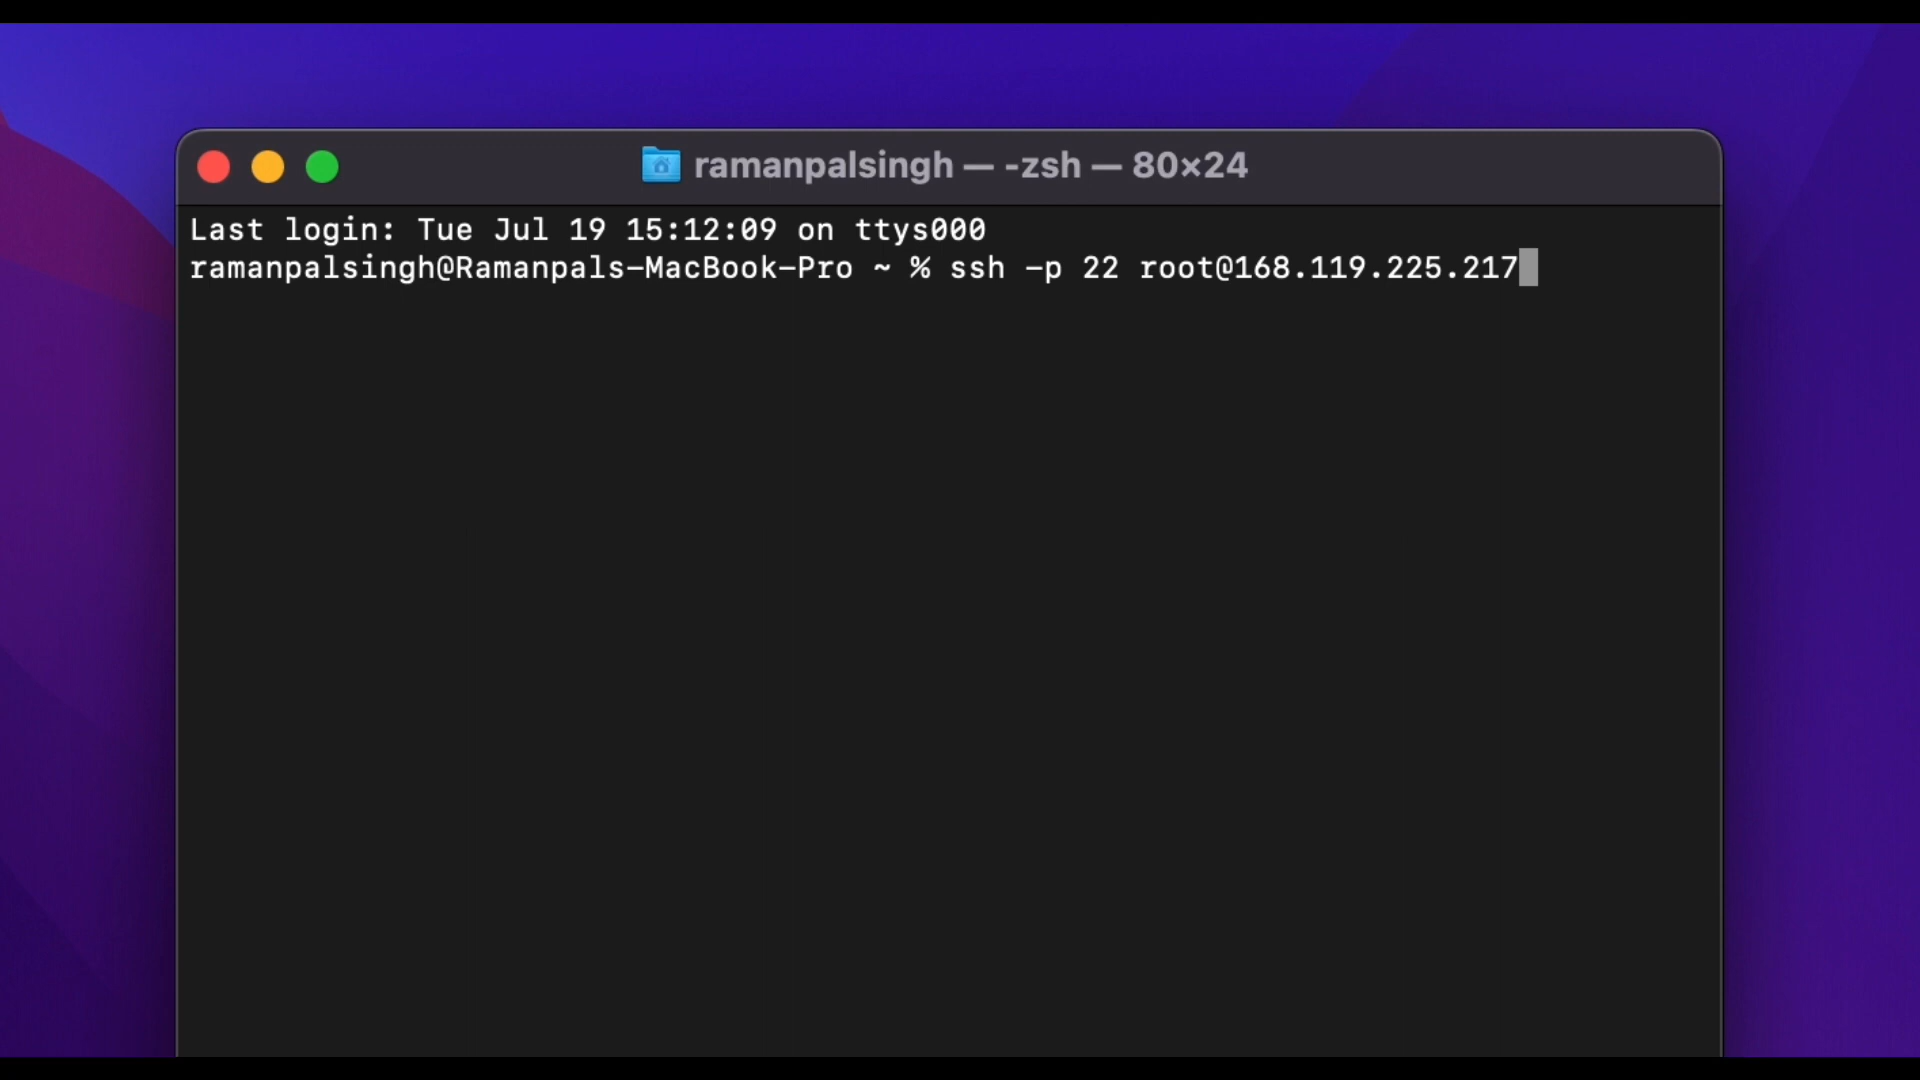 ramanpalsingh — -zsh — 80×24
Last login: Tue Jul 19 15:12:09 on ttys000
ramanpalsingh@Ramanpals-MacBook-Pro ~ % ssh -p 22 root@168.119.225.217